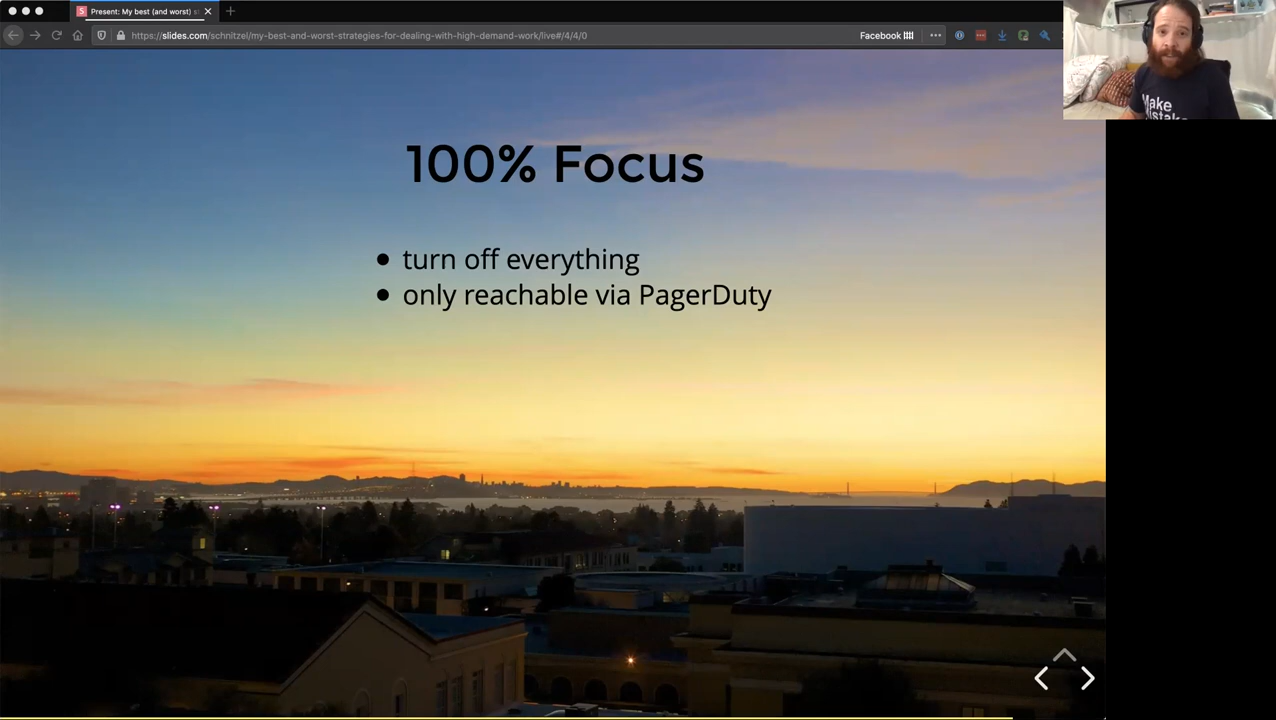 Present: My best (and worst) s
https://slides.com/schnitzel/my-best-and-worst-strategies-for-dealing-with-high-demand-work/live#/4/4/0
Facebook
100% Focus
turn off everything
only reachable via PagerDuty
Make